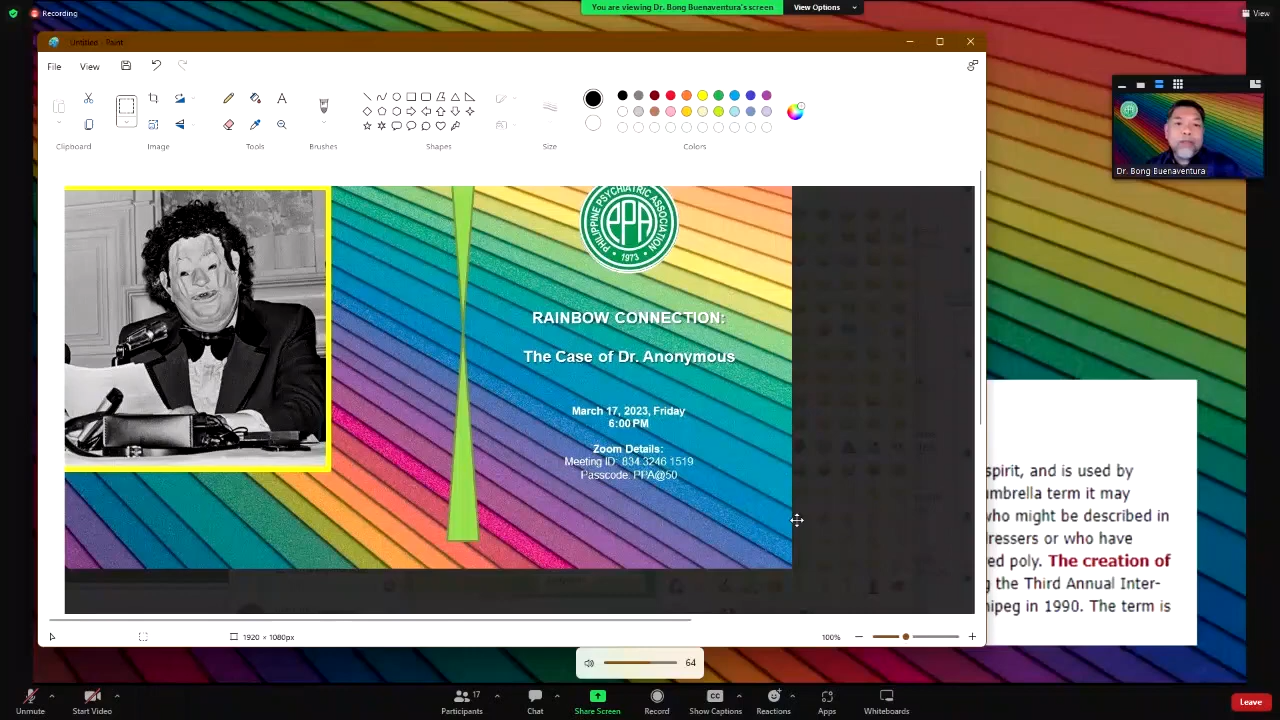 Recording
You are viewing Dr. Bong Buenaventura's screen
View Options
View
Untitled - Paint
File
View
Clipboard
Image
Tools
Brushes
Shapes
Size
Colors
Dr. Bong Buenaventura
PHILIPPINE PSYCHIATRIC ASSOCIATION
PPA
1973
RAINBOW CONNECTION:
The Case of Dr. Anonymous
March 17, 2023, Friday
6:00 PM
Zoom Details:
Meeting ID: 834 3246 1519
Passcode: PPA@50
spirit, and is used by
umbrella term it may
who might be described in
ressers or who have
ed poly. The creation of
g the Third Annual Inter-
nipeg in 1990. The term is
1920 × 1080px
100%
64
Unmute
Start Video
Participants
17
Chat
Share Screen
Record
CC
Show Captions
Reactions
Apps
Whiteboards
Leave